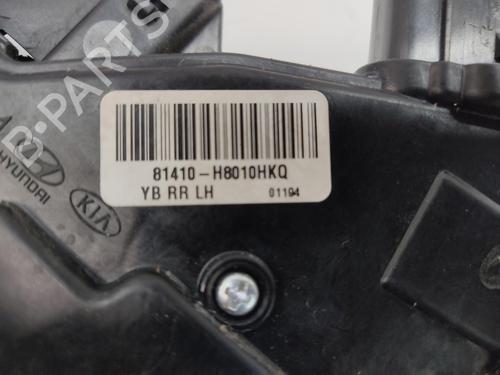 81410-H8010HKQ
YB RR LH 01194
HYUNDAI
KIA
B-PARTS